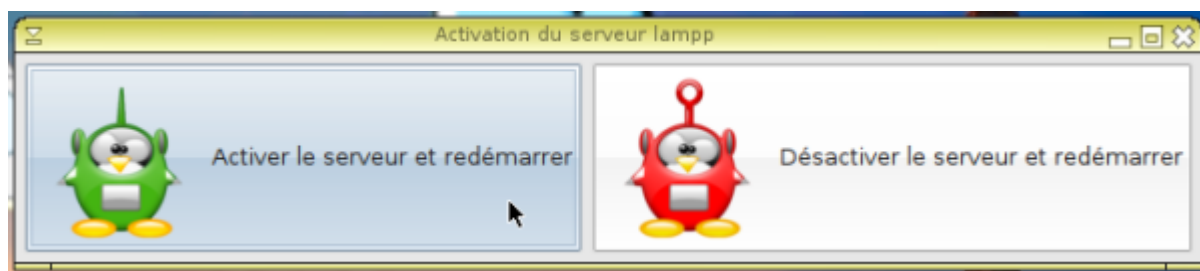 Activation du serveur lampp
Activer le serveur et redémarrer
Désactiver le serveur et redémarrer